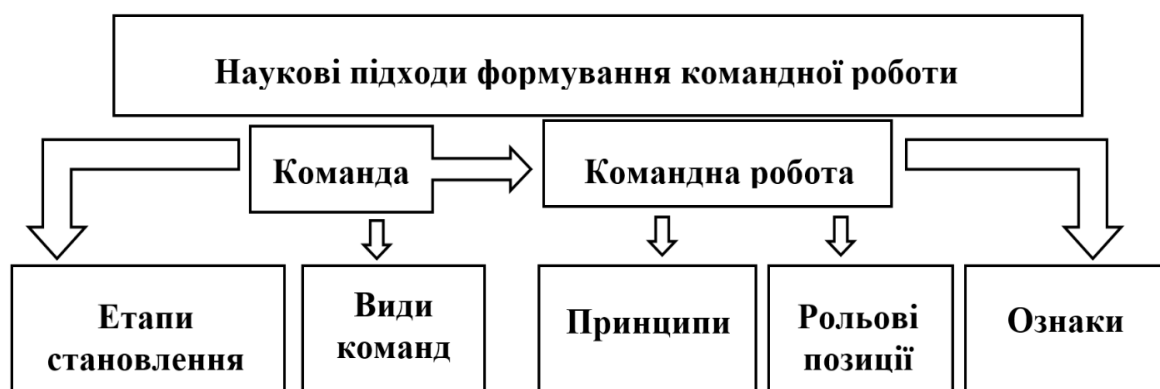 Наукові підходи формування командної роботи
Команда
Командна робота
Етапи
становлення
Види
команд
Принципи
Рольові
позиції
Ознаки